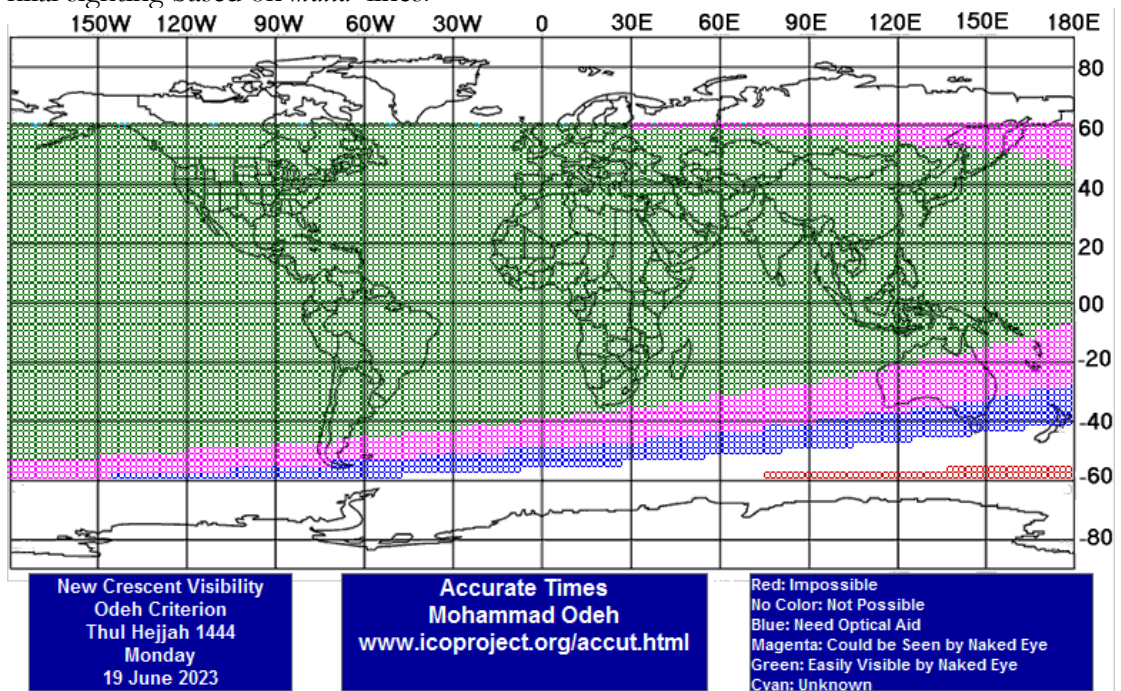 150W 120W 90W 60W 30W 0 30E 60E 90E 120E 150E 180E
80
60
40
20
00
-20
-40
-60
-80
New Crescent Visibility
Odeh Criterion
Thul Hejjah 1444
Monday
19 June 2023
Accurate Times
Mohammad Odeh
www.icoproject.org/accut.html
Red: Impossible
No Color: Not Possible
Blue: Need Optical Aid
Magenta: Could be Seen by Naked Eye
Green: Easily Visible by Naked Eye
Cyan: Unknown